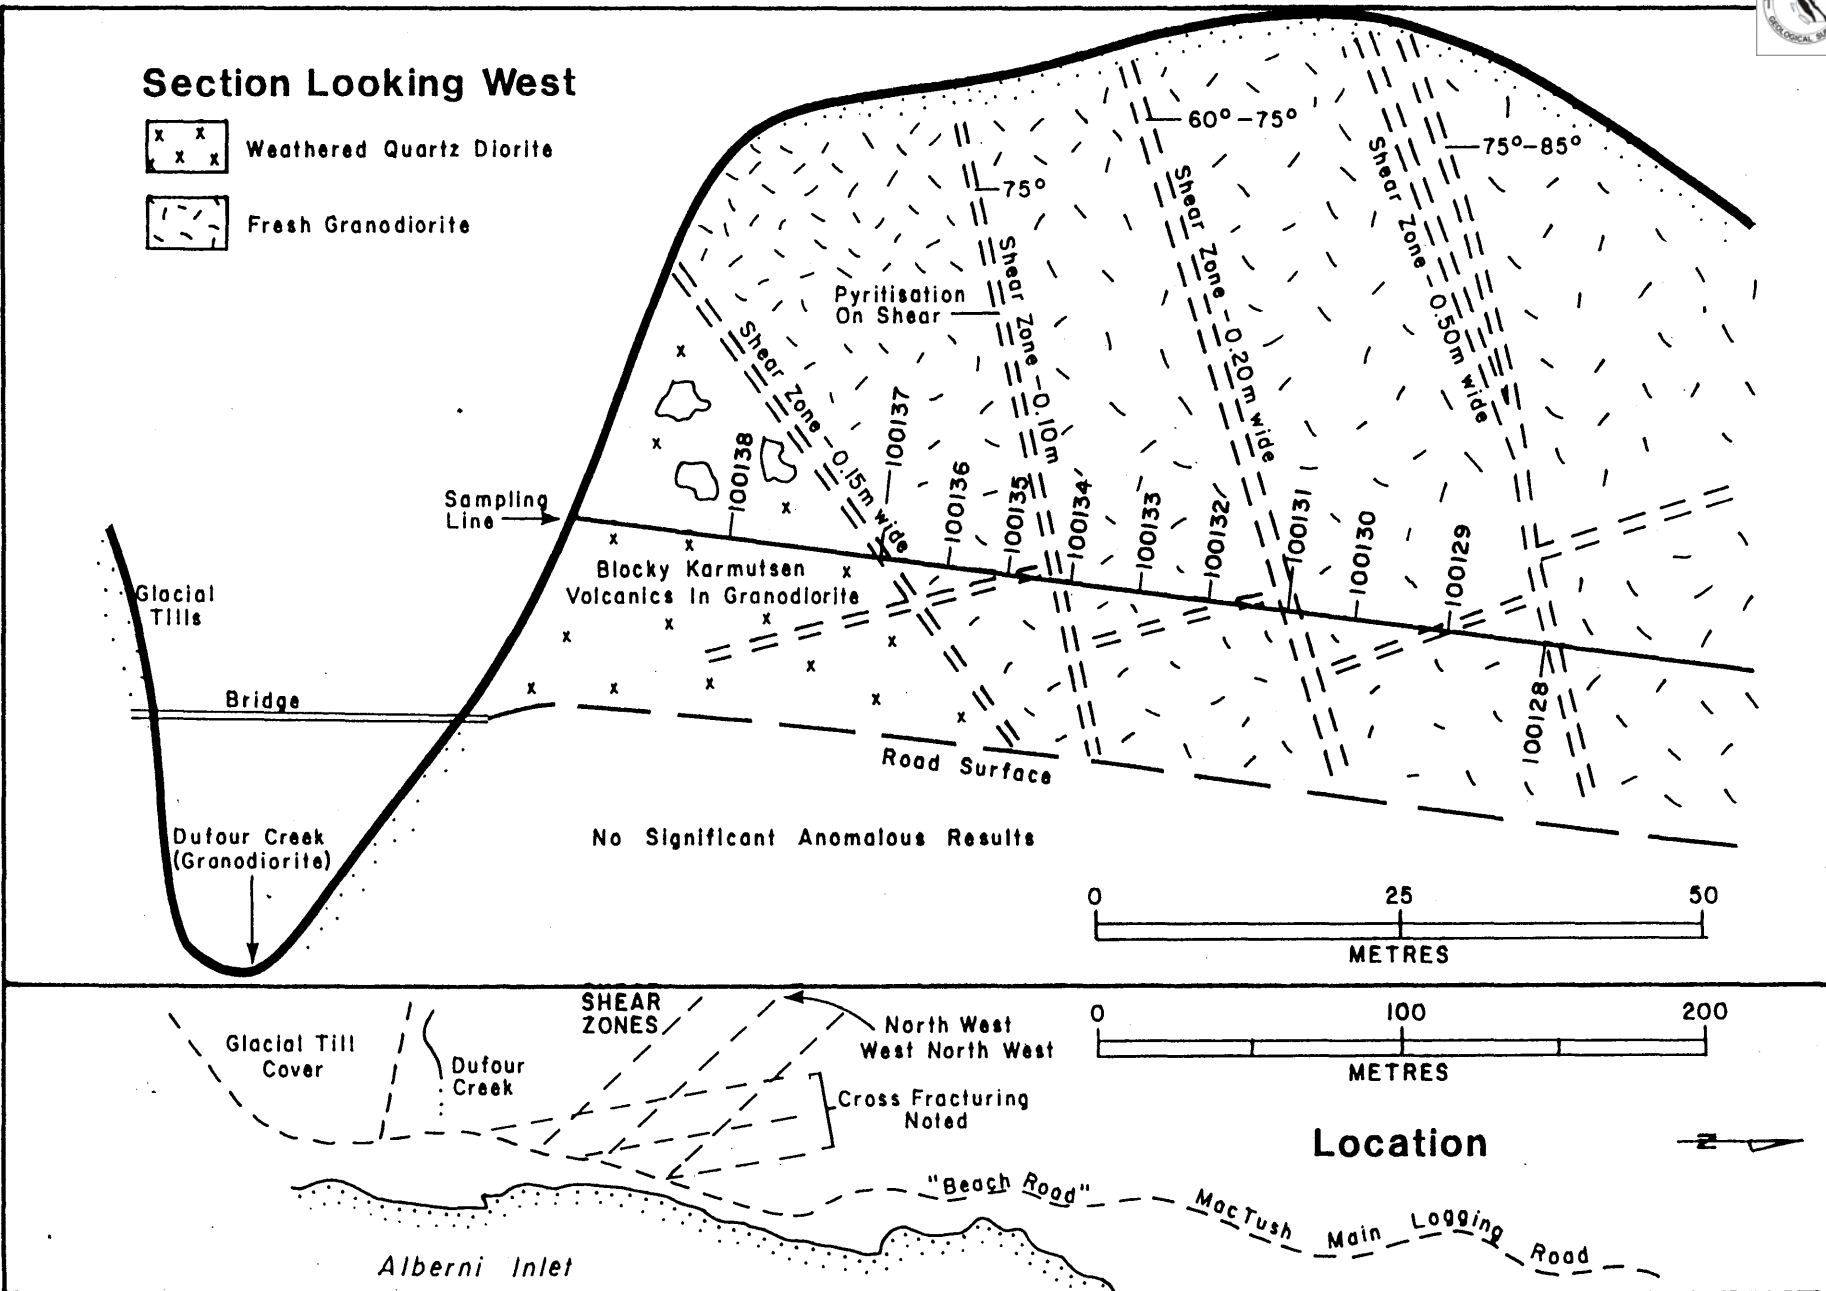 GEOLOGICAL SU
Section Looking West
Weathered Quartz Diorite
Fresh Granodiorite
60°-75°
75°-85°
75°
Shear Zone - 0.15m wide
Shear Zone - 0.10m
Shear Zone - 0.20m wide
Shear Zone - 0.50m wide
Pyritisation
On Shear
100138
100137
100136
100135
100134
100133
100132
100131
100130
100129
100128
Sampling
Line
Blocky Karmutsen
Volcanics In Granodiorite
Glacial
Tills
Bridge
Road Surface
Dufour Creek
(Granodiorite)
No Significant Anomalous Results
0 25 50
METRES
SHEAR
ZONES
North West
West North West
Glacial Till
Cover
Dufour
Creek
Cross Fracturing
Noted
0 100 200
METRES
Location
N
"Beach Road"
MacTush Main Logging Road
Alberni Inlet